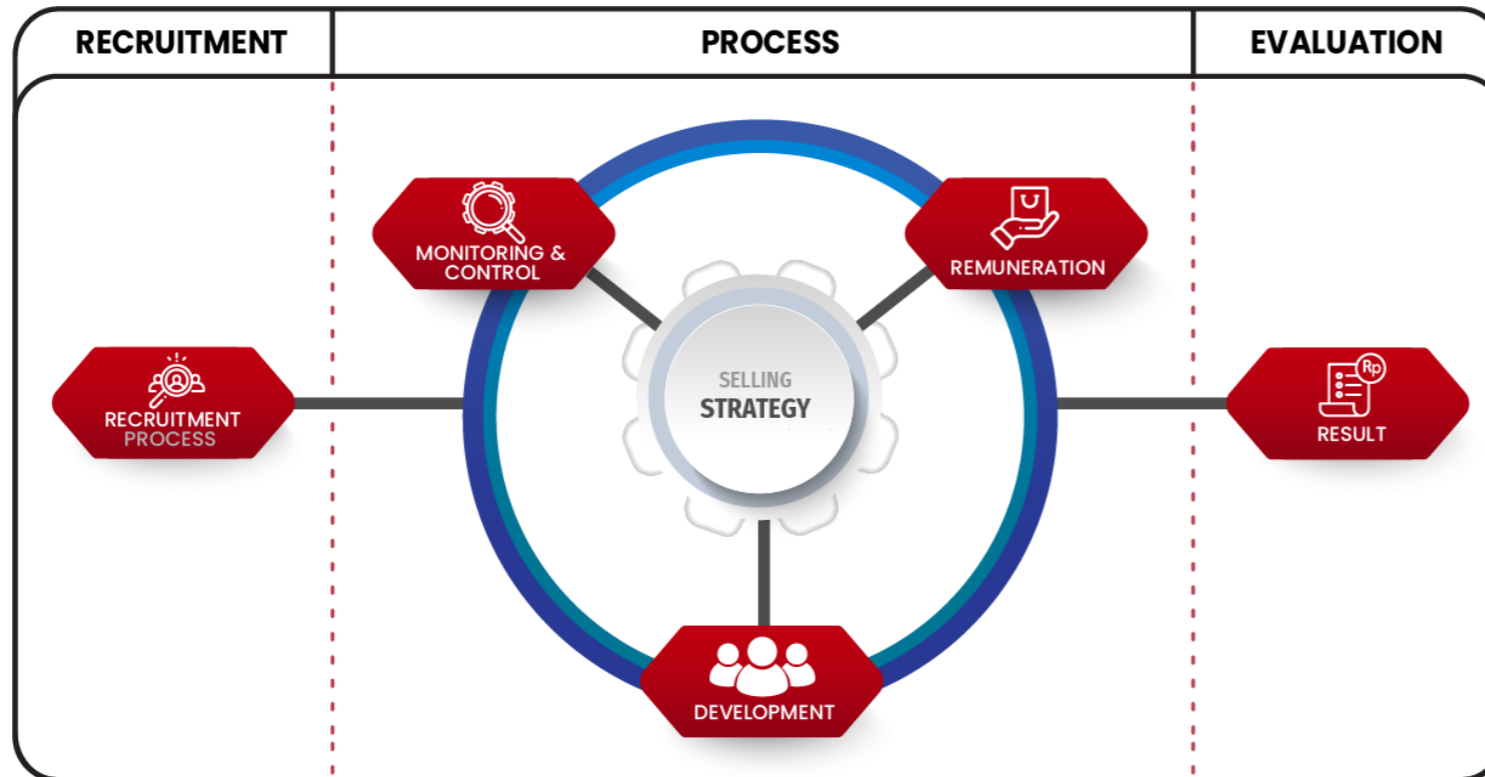 RECRUITMENT
PROCESS
EVALUATION
MONITORING &
CONTROL
REMUNERATION
SELLING
STRATEGY
RECRUITMENT
PROCESS
Rp
RESULT
DEVELOPMENT